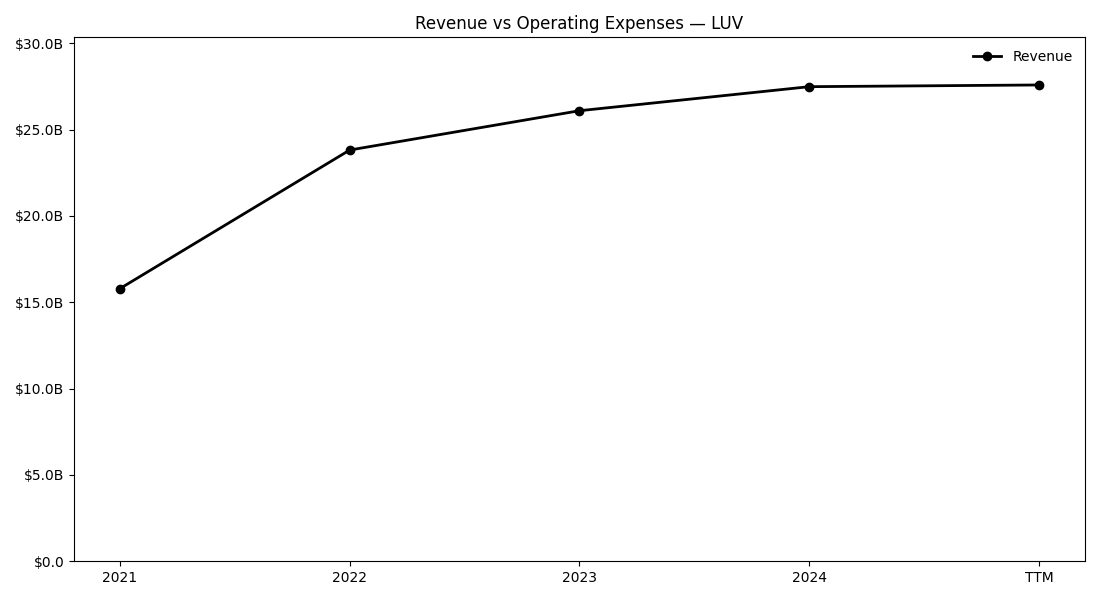 Revenue vs Operating Expenses — LUV
$30.0B
Revenue
$25.0B
$20.0B
$15.0B
$10.0B
$5.0B
$0.0
2021 2022 2023 2024 TTM